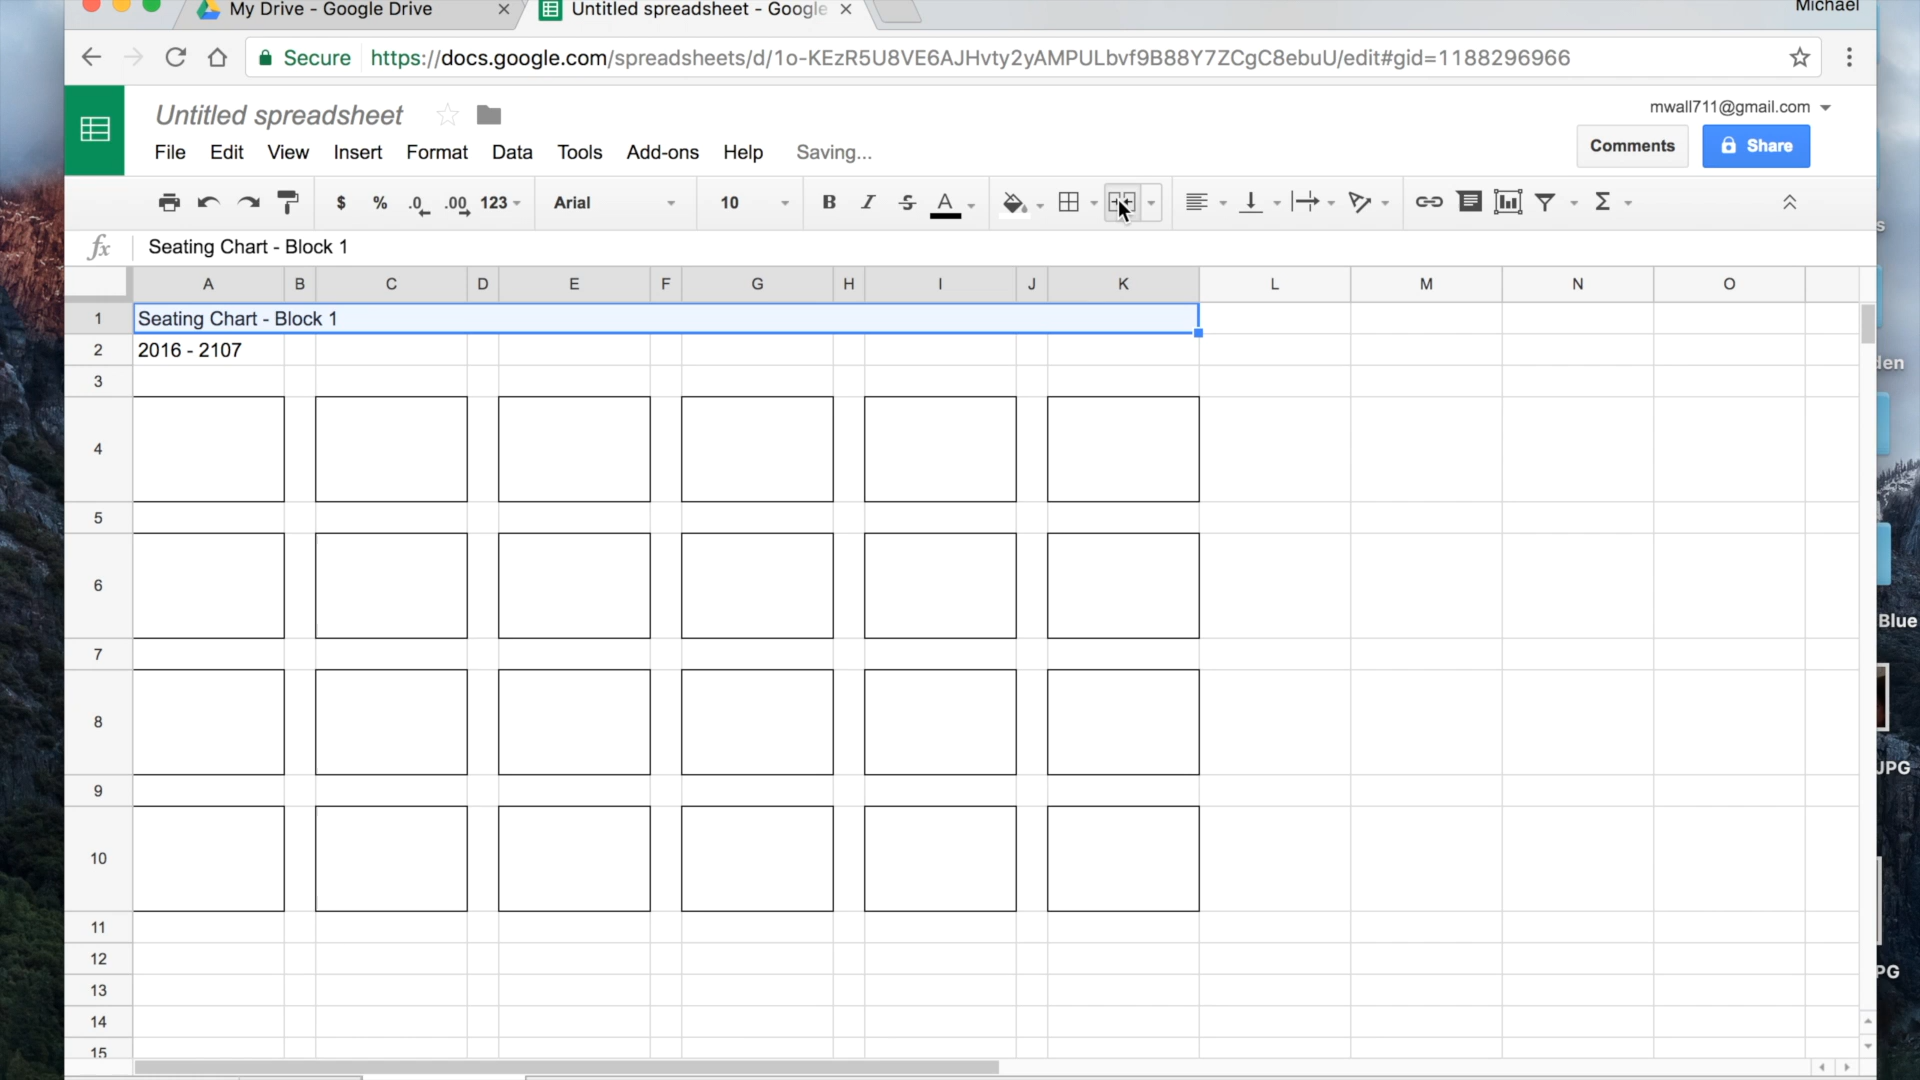 My Drive - Google Drive
Untitled spreadsheet - Google
Michael
Secure https://docs.google.com/spreadsheets/d/1o-KEzR5U8VE6AJHvty2yAMPULbvf9B88Y7ZCgC8ebuU/edit#gid=1188296966
Untitled spreadsheet
mwall711@gmail.com
File Edit View Insert Format Data Tools Add-ons Help Saving...
Comments Share
$ % .0 .00 123 Arial 10 B I S A Σ
fx Seating Chart - Block 1
A B C D E F G H I J K L M N O
1 Seating Chart - Block 1
2 2016 - 2107
3
4
5
6
7
8
9
10
11
12
13
14
15
s
den
Blue
JPG
PG